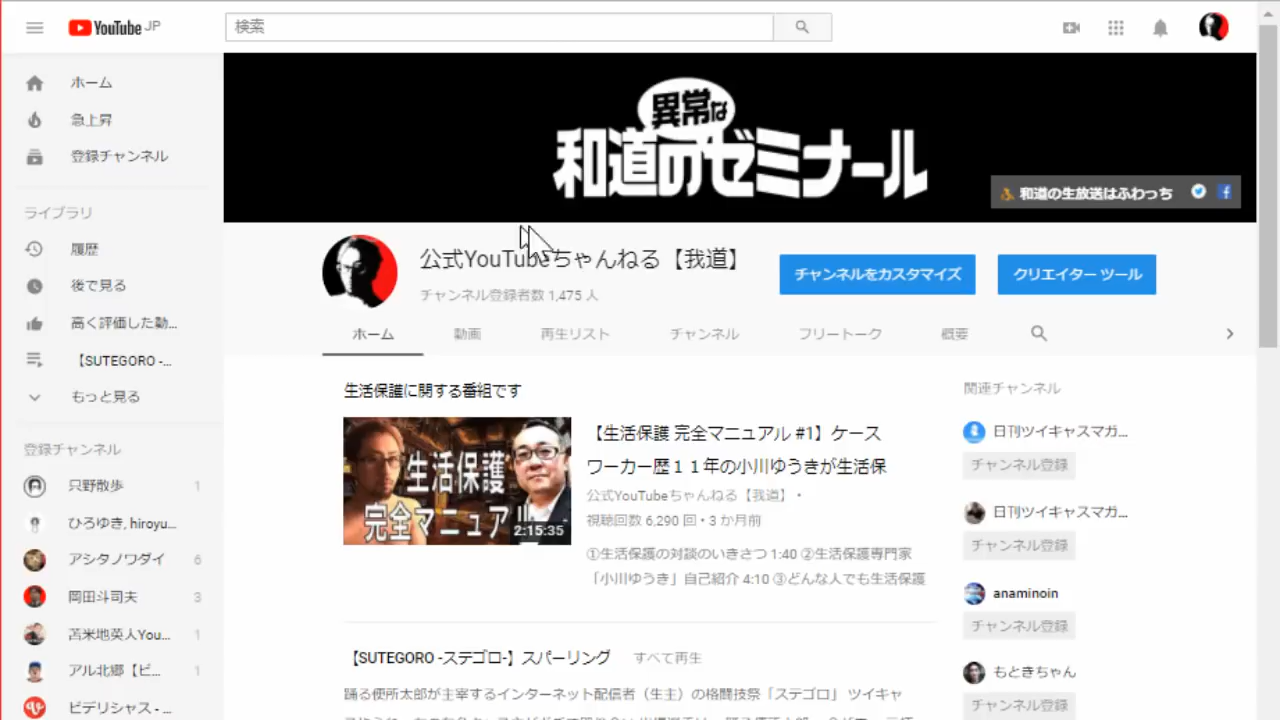 YouTube JP
検索
ホーム
急上昇
登録チャンネル
ライブラリ
履歴
後で見る
高く評価した動...
【SUTEGORO -...
もっと見る
登録チャンネル
只野散歩 1
ひろゆき, hiroyu...
アシタノワダイ 6
岡田斗司夫 3
苫米地英人You... 1
アル北郷【ビ... 1
ビデリシャス - ...
異常な
和道のゼミナール
和道の生放送はふわっち
公式YouTubeちゃんねる【我道】
チャンネル登録者数 1,475 人
チャンネルをカスタマイズ
クリエイター ツール
ホーム 動画 再生リスト チャンネル フリートーク 概要
生活保護に関する番組です
生活保護
完全マニュアル
2:15:35
【生活保護 完全マニュアル #1】ケース
ワーカー歴１１年の小川ゆうきが生活保
公式YouTubeちゃんねる【我道】・
視聴回数 6,290 回・3 か月前
①生活保護の対談のいきさつ 1:40 ②生活保護専門家
「小川ゆうき」自己紹介 4:10 ③どんな人でも生活保護
【SUTEGORO -ステゴロ-】スパーリング すべて再生
踊る便所太郎が主宰するインターネット配信者（生主）の格闘技祭「ステゴロ」 ツイキャ
関連チャンネル
日刊ツイキャスマガ...
チャンネル登録
日刊ツイキャスマガ...
チャンネル登録
anaminoin
チャンネル登録
もときちゃん
チャンネル登録